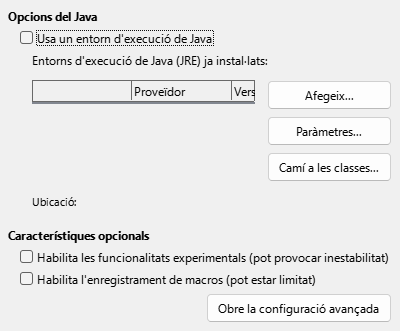 Opcions del Java
Usa un entorn d'execució de Java
Entorns d'execució de Java (JRE) ja instal·lats:
Proveïdor Vers
Afegeix...
Paràmetres...
Camí a les classes...
Ubicació:
Característiques opcionals
Habilita les funcionalitats experimentals (pot provocar inestabilitat)
Habilita l'enregistrament de macros (pot estar limitat)
Obre la configuració avançada